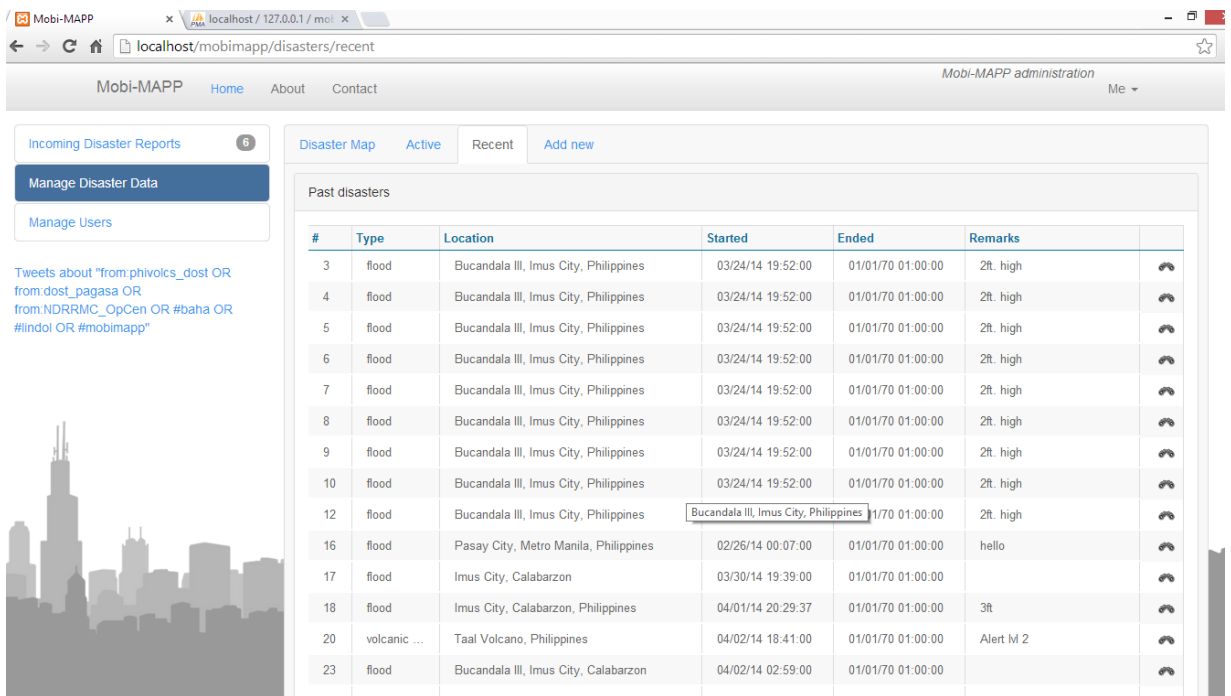 Mobi-MAPP
localhost / 127.0.0.1 / mo
localhost/mobimapp/disasters/recent
Mobi-MAPP administration
Mobi-MAPP Home About Contact Me
Incoming Disaster Reports 6
Manage Disaster Data
Manage Users
Tweets about "from:phivolcs_dost OR
from:dost_pagasa OR
from:NDRRMC_OpCen OR #baha OR
#lindol OR #mobimapp"
Disaster Map Active Recent Add new
Past disasters
# Type Location Started Ended Remarks
3 flood Bucandala III, Imus City, Philippines 03/24/14 19:52:00 01/01/70 01:00:00 2ft. high
4 flood Bucandala III, Imus City, Philippines 03/24/14 19:52:00 01/01/70 01:00:00 2ft. high
5 flood Bucandala III, Imus City, Philippines 03/24/14 19:52:00 01/01/70 01:00:00 2ft. high
6 flood Bucandala III, Imus City, Philippines 03/24/14 19:52:00 01/01/70 01:00:00 2ft. high
7 flood Bucandala III, Imus City, Philippines 03/24/14 19:52:00 01/01/70 01:00:00 2ft. high
8 flood Bucandala III, Imus City, Philippines 03/24/14 19:52:00 01/01/70 01:00:00 2ft. high
9 flood Bucandala III, Imus City, Philippines 03/24/14 19:52:00 01/01/70 01:00:00 2ft. high
10 flood Bucandala III, Imus City, Philippines 03/24/14 19:52:00 01/01/70 01:00:00 2ft. high
12 flood Bucandala III, Imus City, Philippines Bucandala III, Imus City, Philippines 1/70 01:00:00 2ft. high
16 flood Pasay City, Metro Manila, Philippines 02/26/14 00:07:00 01/01/70 01:00:00 hello
17 flood Imus City, Calabarzon 03/30/14 19:39:00 01/01/70 01:00:00
18 flood Imus City, Calabarzon, Philippines 04/01/14 20:29:37 01/01/70 01:00:00 3ft
20 volcanic ... Taal Volcano, Philippines 04/02/14 18:41:00 01/01/70 01:00:00 Alert lvl 2
23 flood Bucandala III, Imus City, Calabarzon 04/02/14 02:59:00 01/01/70 01:00:00